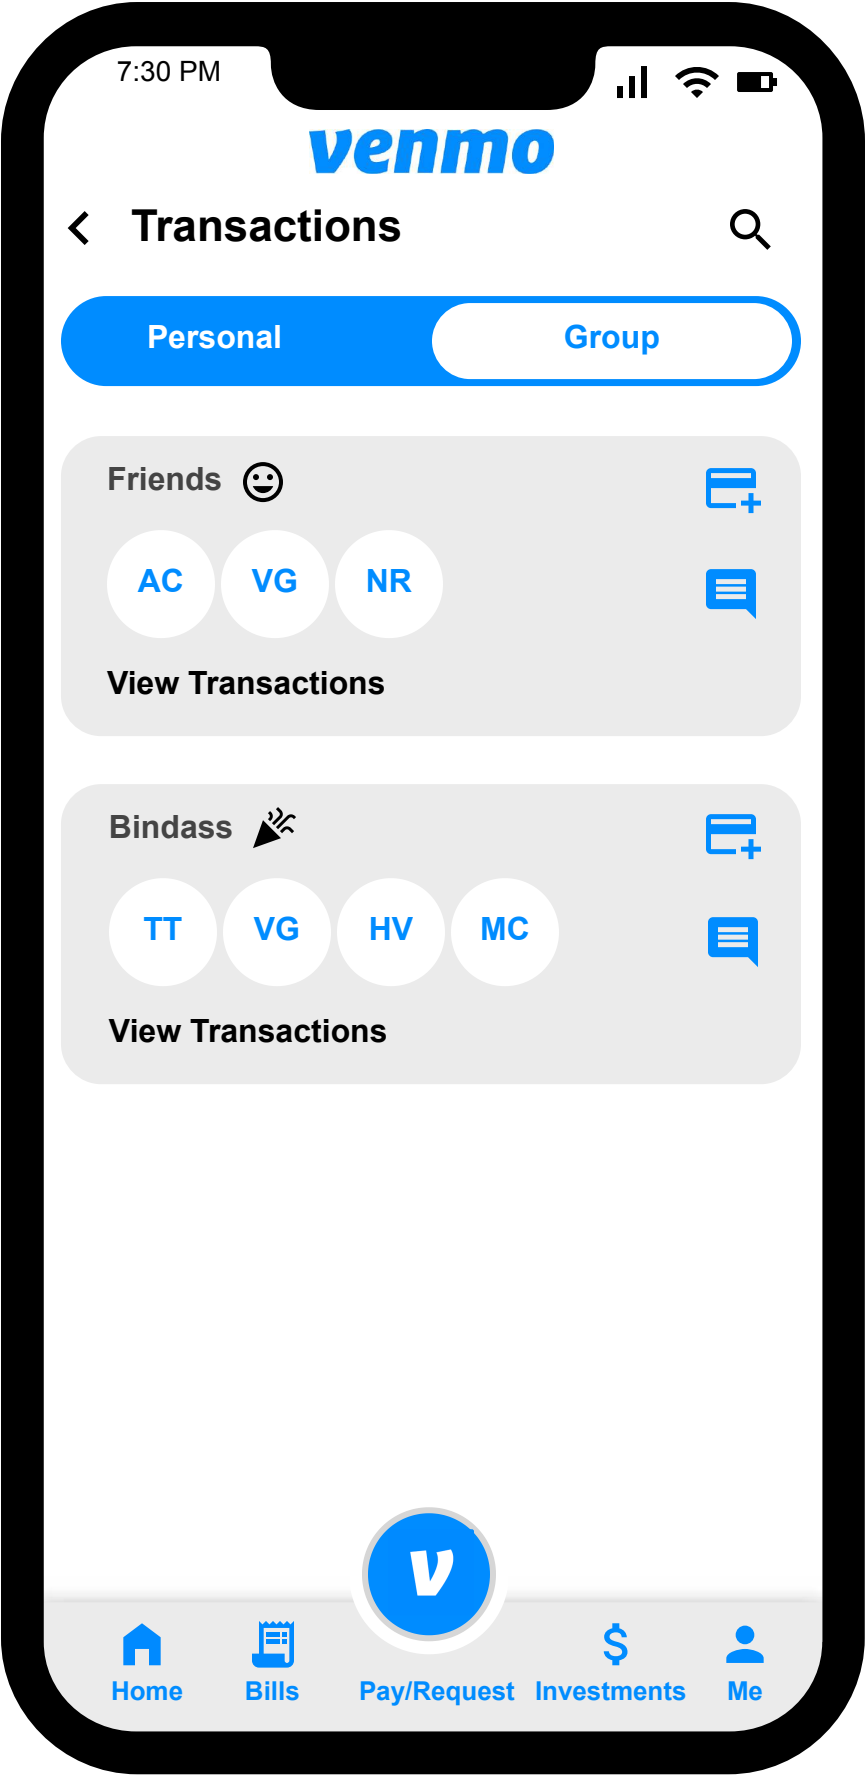 7:30 PM
venmo
Transactions
Personal Group
Friends
AC VG NR
View Transactions
Bindass
TT VG HV MC
View Transactions
v
Home Bills Pay/Request Investments Me